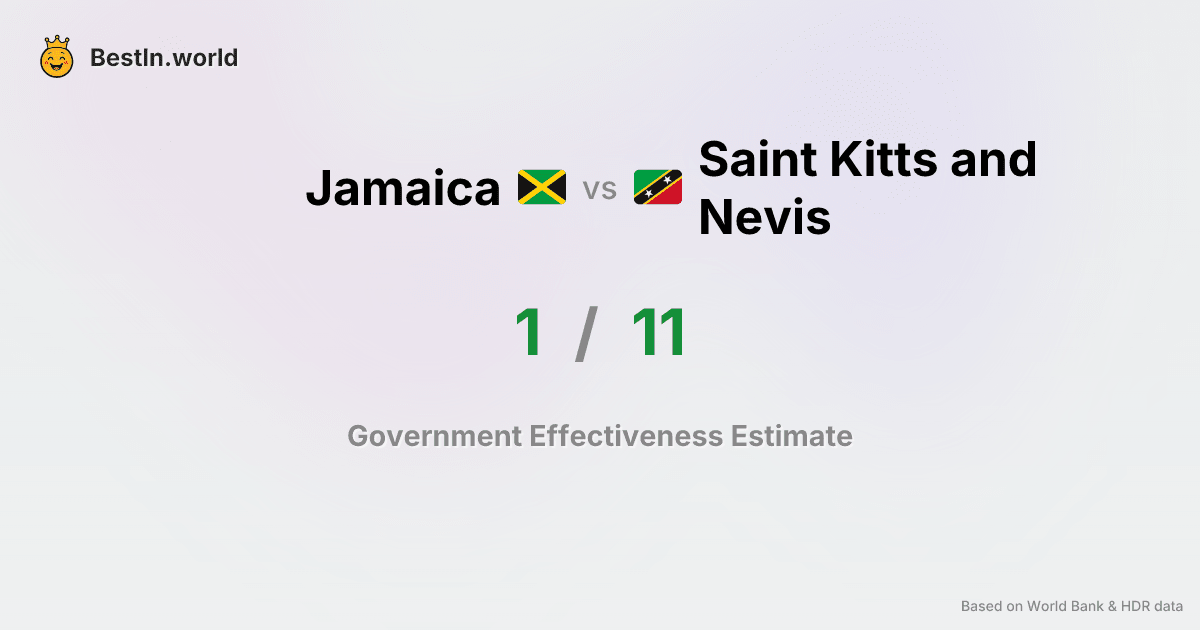 BestIn.world
Jamaica vs Saint Kitts and
Nevis
1 / 11
Government Effectiveness Estimate
Based on World Bank & HDR data